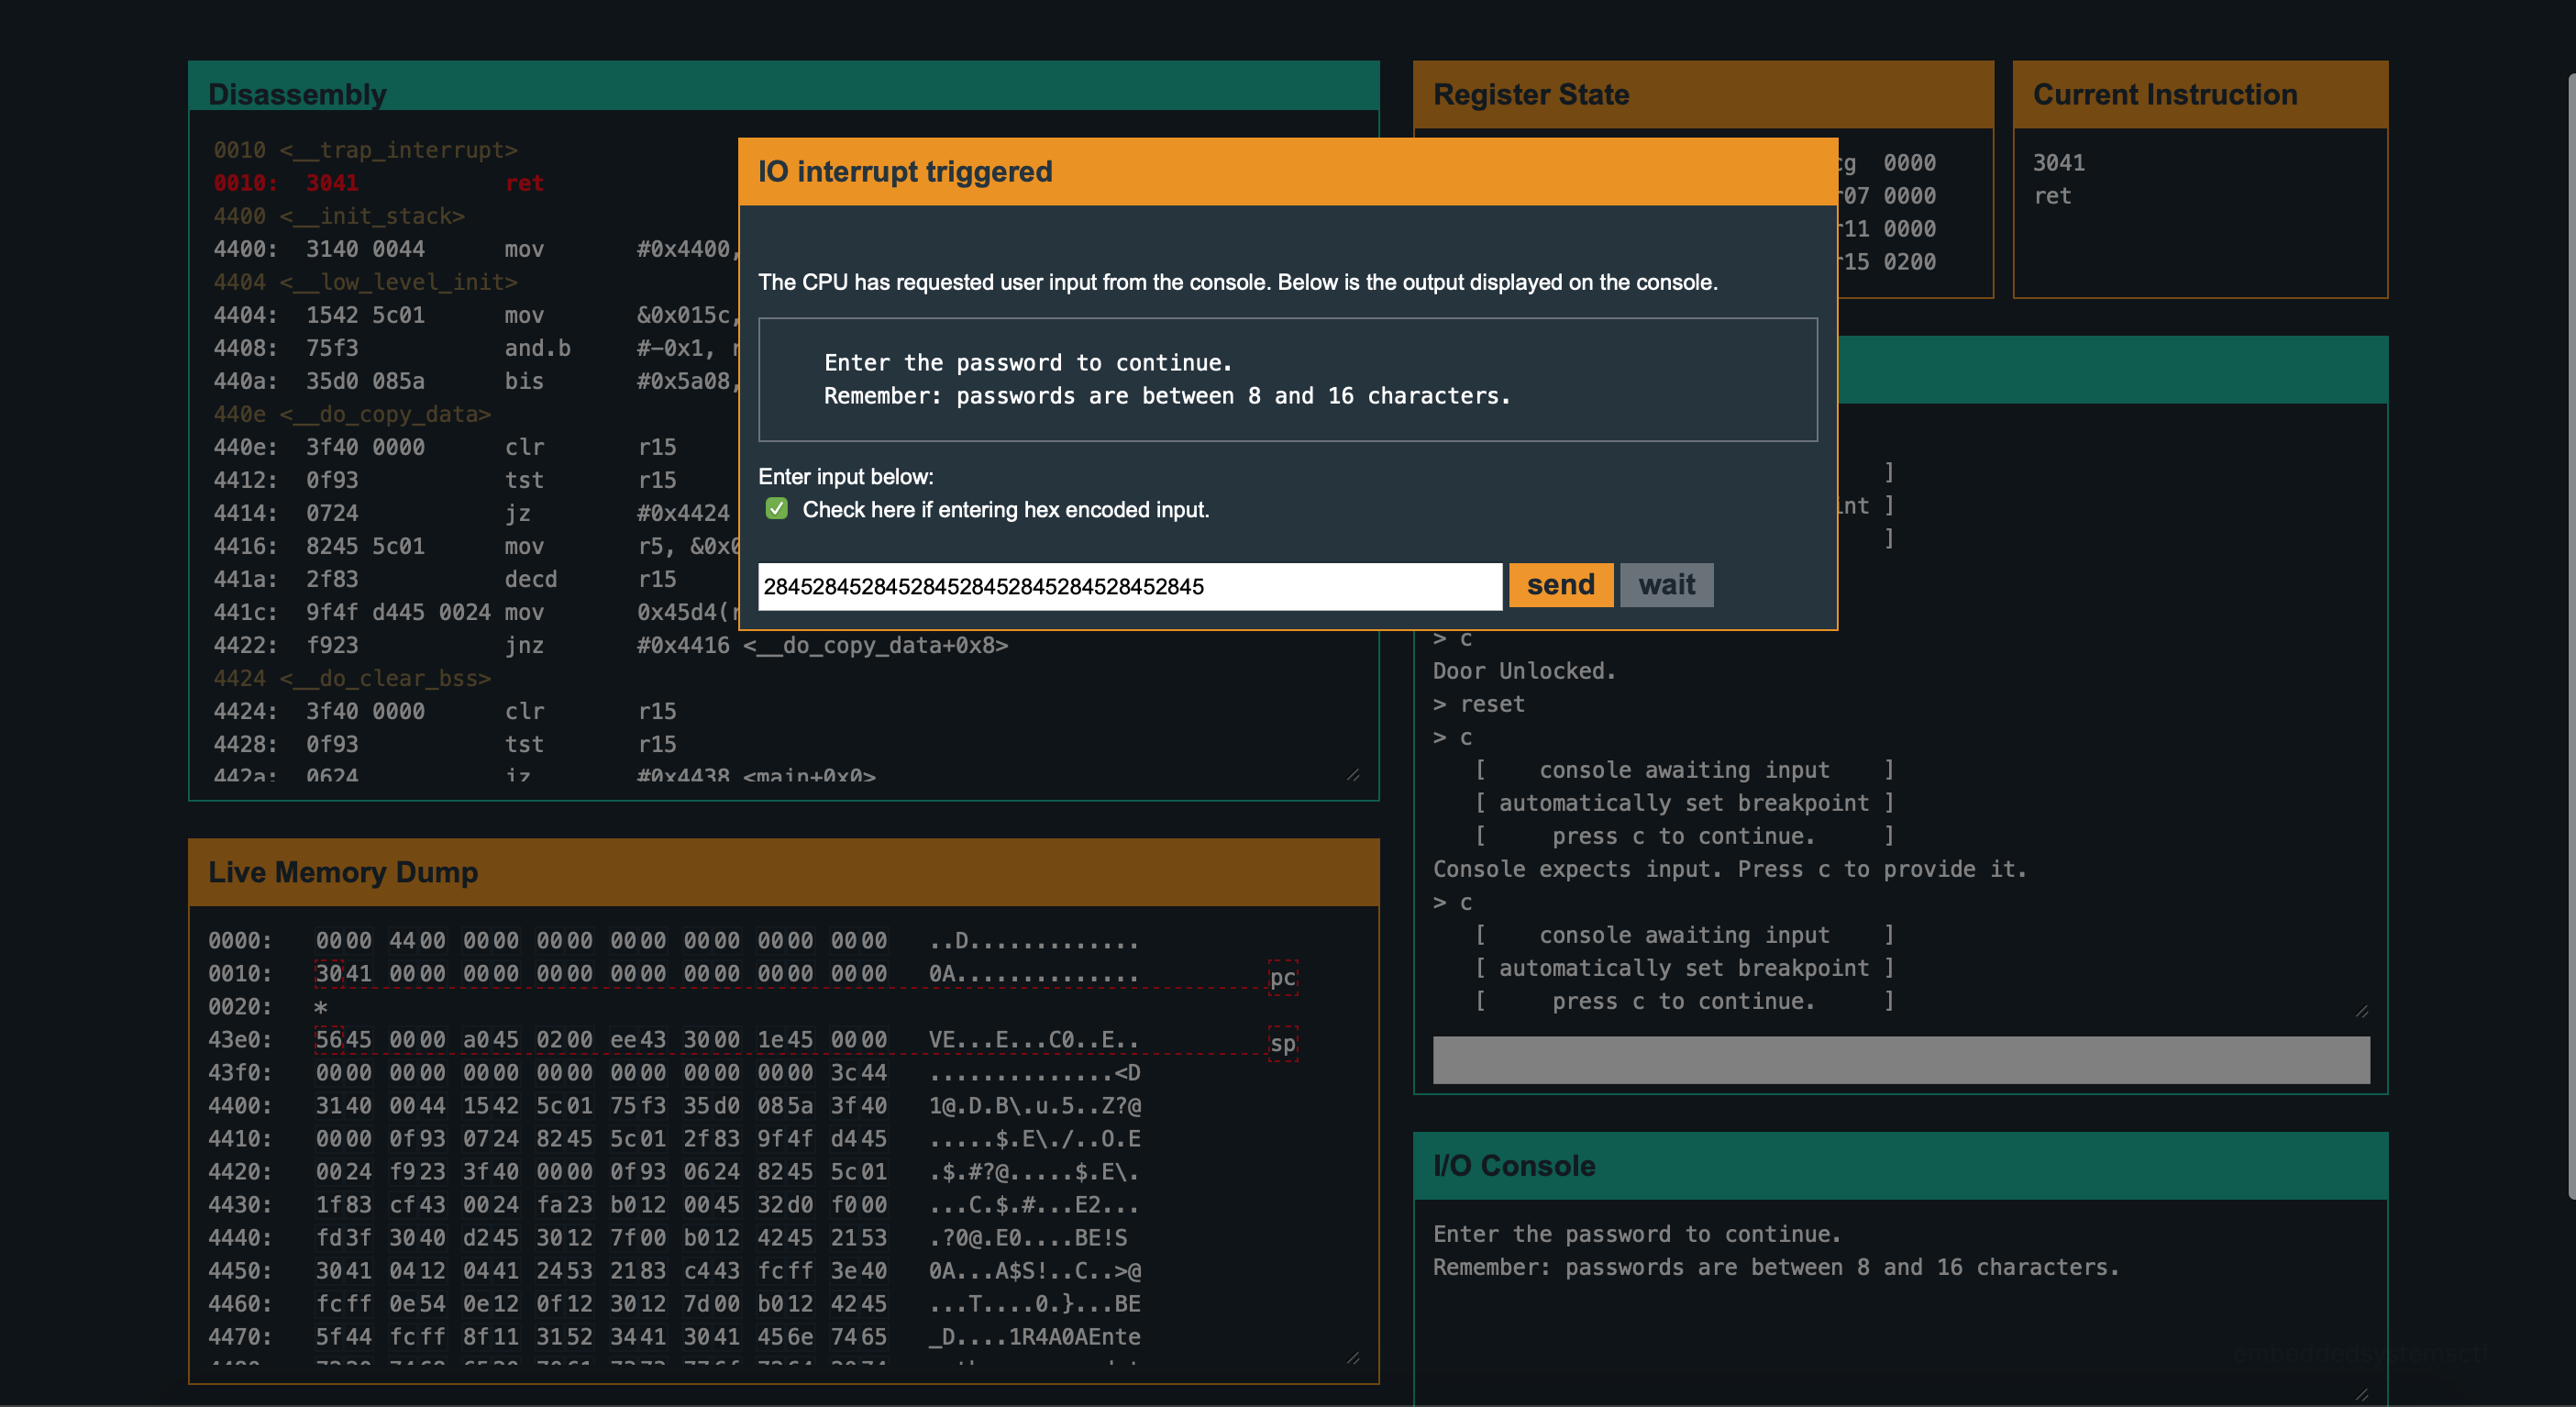 Disassembly
0010 <__trap_interrupt>
0010: 3041 ret
4400 <__init_stack>
4400: 3140 0044 mov #0x4400,
4404 <__low_level_init>
4404: 1542 5c01 mov &0x015c,
4408: 75f3 and.b #-0x1, r
440a: 35d0 085a bis #0x5a08,
440e <__do_copy_data>
440e: 3f40 0000 clr r15
4412: 0f93 tst r15
4414: 0724 jz #0x4424
4416: 8245 5c01 mov r5, &0x0
441a: 2f83 decd r15
441c: 9f4f d445 0024 mov 0x45d4(r
4422: f923 jnz #0x4416 <__do_copy_data+0x8>
4424 <__do_clear_bss>
4424: 3f40 0000 clr r15
4428: 0f93 tst r15
442a: 0624 jz #0x4438 <main+0x0>
Register State
cg 0000
r07 0000
r11 0000
r15 0200
Current Instruction
3041
ret
IO interrupt triggered
The CPU has requested user input from the console. Below is the output displayed on the console.
Enter the password to continue.
Remember: passwords are between 8 and 16 characters.
Enter input below:
Check here if entering hex encoded input.
284528452845284528452845284528452845
send wait
]
int ]
]
> c
Door Unlocked.
> reset
> c
[ console awaiting input ]
[ automatically set breakpoint ]
[ press c to continue. ]
Console expects input. Press c to provide it.
> c
[ console awaiting input ]
[ automatically set breakpoint ]
[ press c to continue. ]
Live Memory Dump
0000: 0000 4400 0000 0000 0000 0000 0000 0000 ..D.............
0010: 3041 0000 0000 0000 0000 0000 0000 0000 0A.............. pc
0020: *
43e0: 5645 0000 a045 0200 ee43 3000 1e45 0000 VE...E...C0..E.. sp
43f0: 0000 0000 0000 0000 0000 0000 0000 3c44 ..............<D
4400: 3140 0044 1542 5c01 75f3 35d0 085a 3f40 1@.D.B\.u.5..Z?@
4410: 0000 0f93 0724 8245 5c01 2f83 9f4f d445 .....$.E\./..O.E
4420: 0024 f923 3f40 0000 0f93 0624 8245 5c01 .$.#?@.....$.E\.
4430: 1f83 cf43 0024 fa23 b012 0045 32d0 f000 ...C.$.#...E2...
4440: fd3f 3040 d245 3012 7f00 b012 4245 2153 .?0@.E0....BE!S
4450: 3041 0412 0441 2453 2183 c443 fcff 3e40 0A...A$S!..C..>@
4460: fcff 0e54 0e12 0f12 3012 7d00 b012 4245 ...T....0.}...BE
4470: 5f44 fcff 8f11 3152 3441 3041 456e 7465 _D....1R4A0AEnte
I/O Console
Enter the password to continue.
Remember: passwords are between 8 and 16 characters.